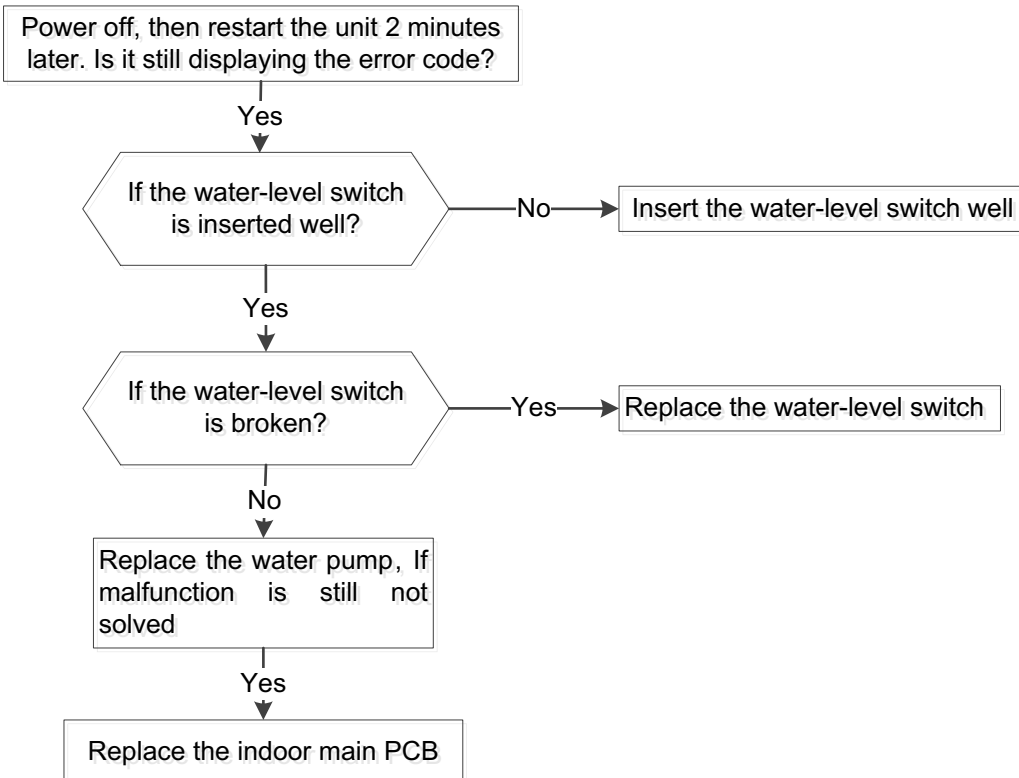 Power off, then restart the unit 2 minutes
later. Is it still displaying the error code?
Yes
If the water-level switch
is inserted well?
No
Insert the water-level switch well
Yes
If the water-level switch
is broken?
Yes
Replace the water-level switch
No
Replace the water pump, If
malfunction is still not
solved
Yes
Replace the indoor main PCB